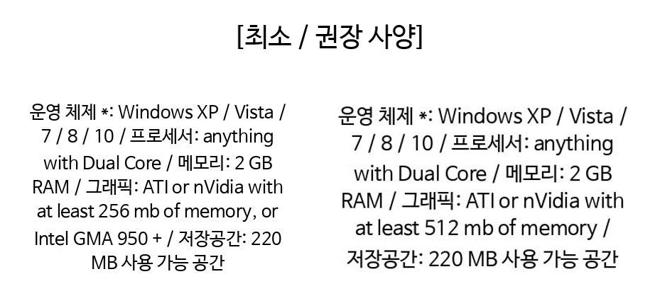 [최소 / 권장 사양]
운영 체제 *: Windows XP / Vista /
7 / 8 / 10 / 프로세서: anything
with Dual Core / 메모리: 2 GB
RAM / 그래픽: ATI or nVidia with
at least 256 mb of memory, or
Intel GMA 950 + / 저장공간: 220
MB 사용 가능 공간
운영 체제 *: Windows XP / Vista /
7 / 8 / 10 / 프로세서: anything
with Dual Core / 메모리: 2 GB
RAM / 그래픽: ATI or nVidia with
at least 512 mb of memory /
저장공간: 220 MB 사용 가능 공간